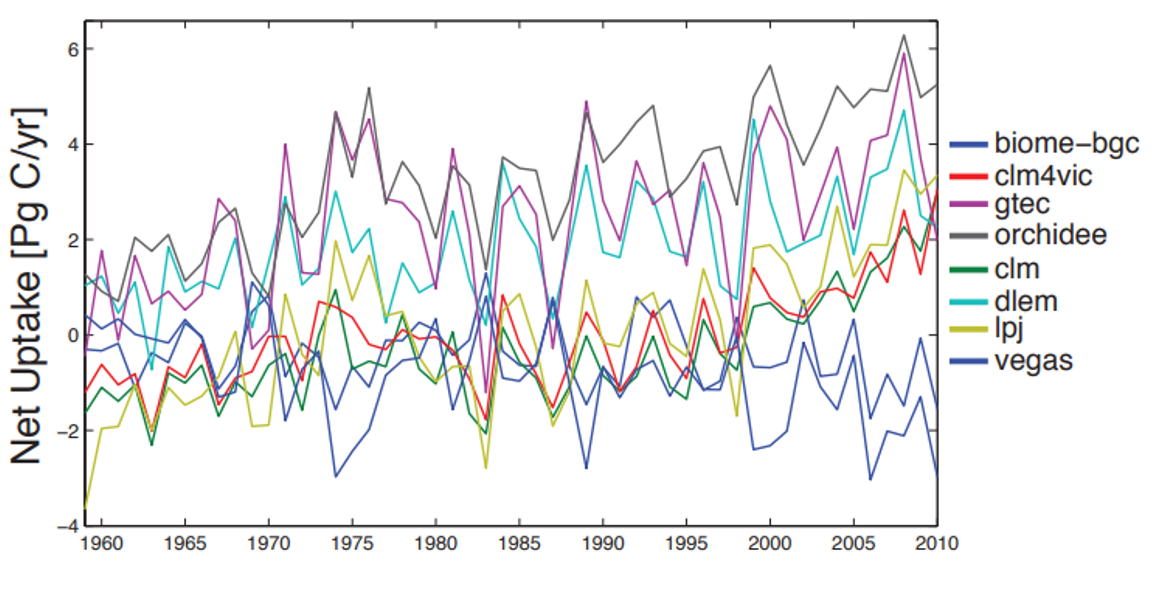 Net Uptake [Pg C/yr]
6
4
2
0
−2
−4
1960 1965 1970 1975 1980 1985 1990 1995 2000 2005 2010
biome−bgc
clm4vic
gtec
orchidee
clm
dlem
lpj
vegas